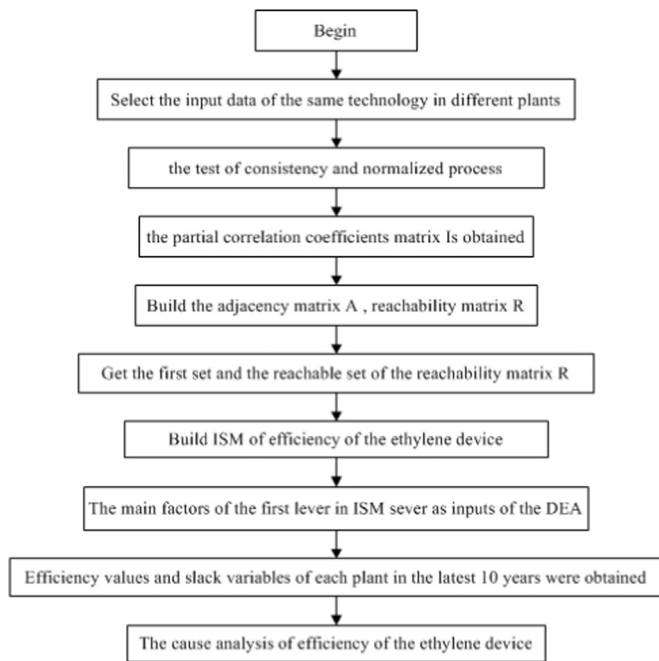 Begin
Select the input data of the same technology in different plants
the test of consistency and normalized process
the partial correlation coefficients matrix Is obtained
Build the adjacency matrix A , reachability matrix R
Get the first set and the reachable set of the reachability matrix R
Build ISM of efficiency of the ethylene device
The main factors of the first lever in ISM sever as inputs of the DEA
Efficiency values and slack variables of each plant in the latest 10 years were obtained
The cause analysis of efficiency of the ethylene device